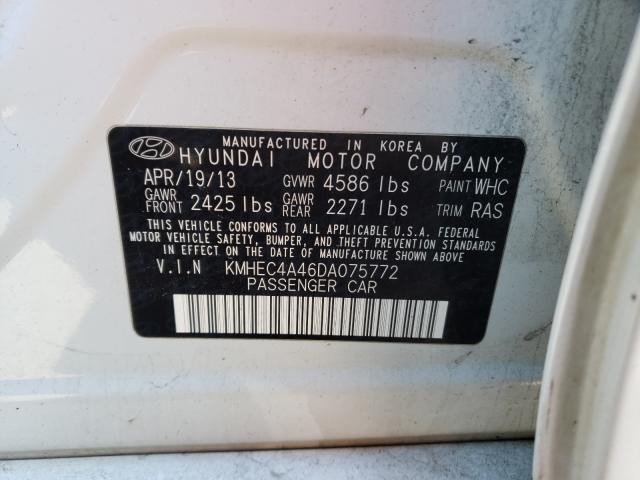 MANUFACTURED IN KOREA BY
HYUNDAI MOTOR COMPANY
APR/19/13 GVWR 4586 lbs PAINT WHC
GAWR FRONT 2425 lbs GAWR REAR 2271 lbs TRIM RAS
THIS VEHICLE CONFORMS TO ALL APPLICABLE U.S.A. FEDERAL
MOTOR VEHICLE SAFETY, BUMPER, AND THEFT PREVENTION STANDARDS
IN EFFECT ON THE DATE OF MANUFACTURE SHOWN ABOVE.
V.I.N KMHEC4A46DA075772
PASSENGER CAR